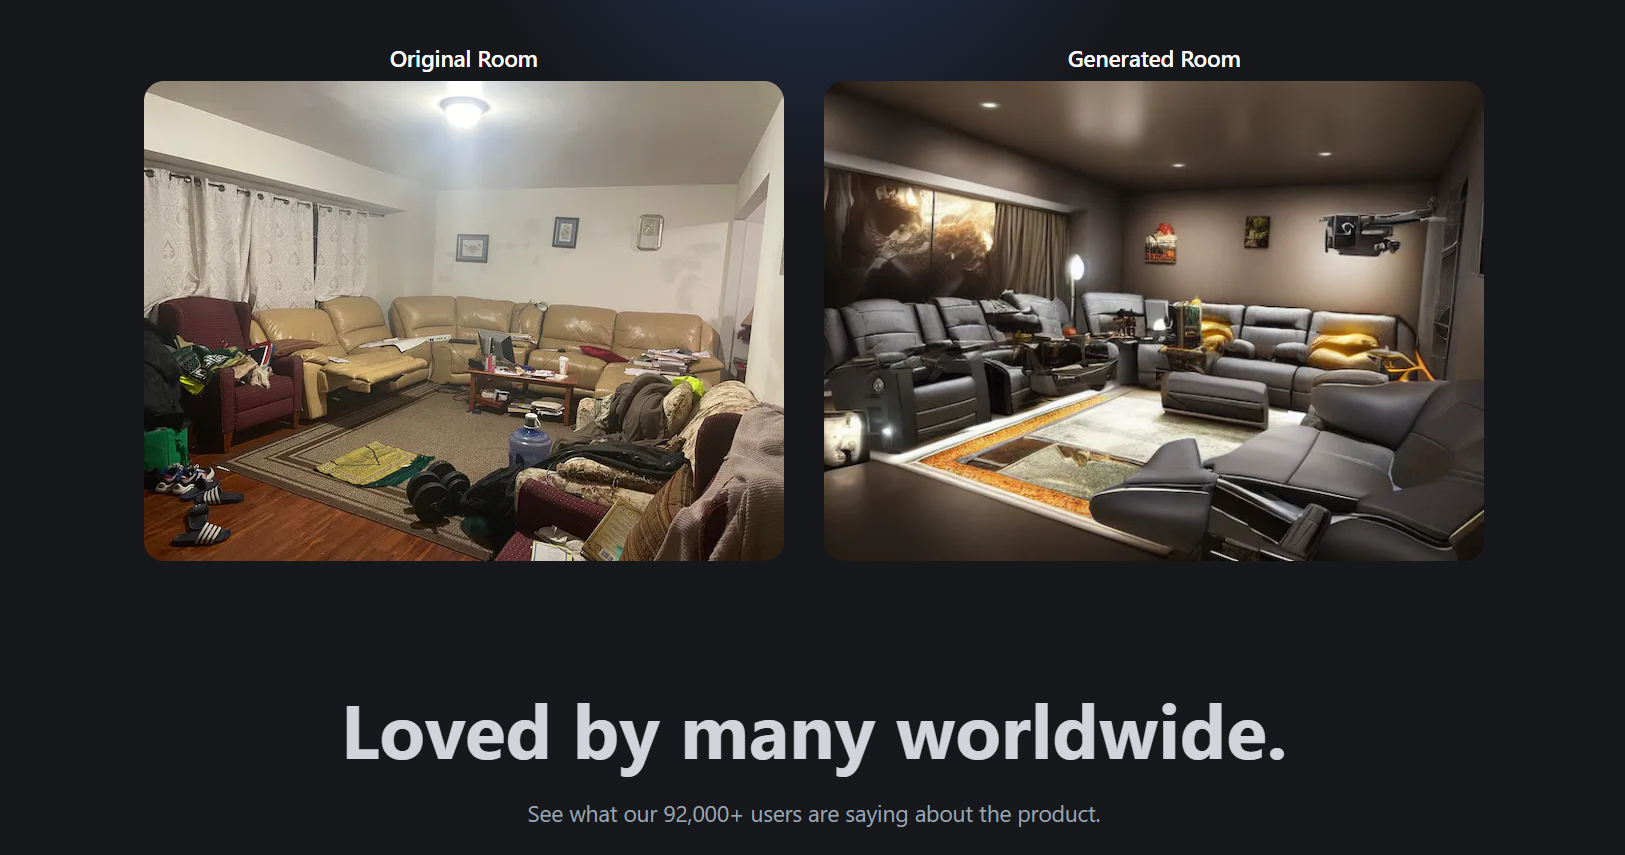 Original Room
Generated Room
Loved by many worldwide.
See what our 92,000+ users are saying about the product.